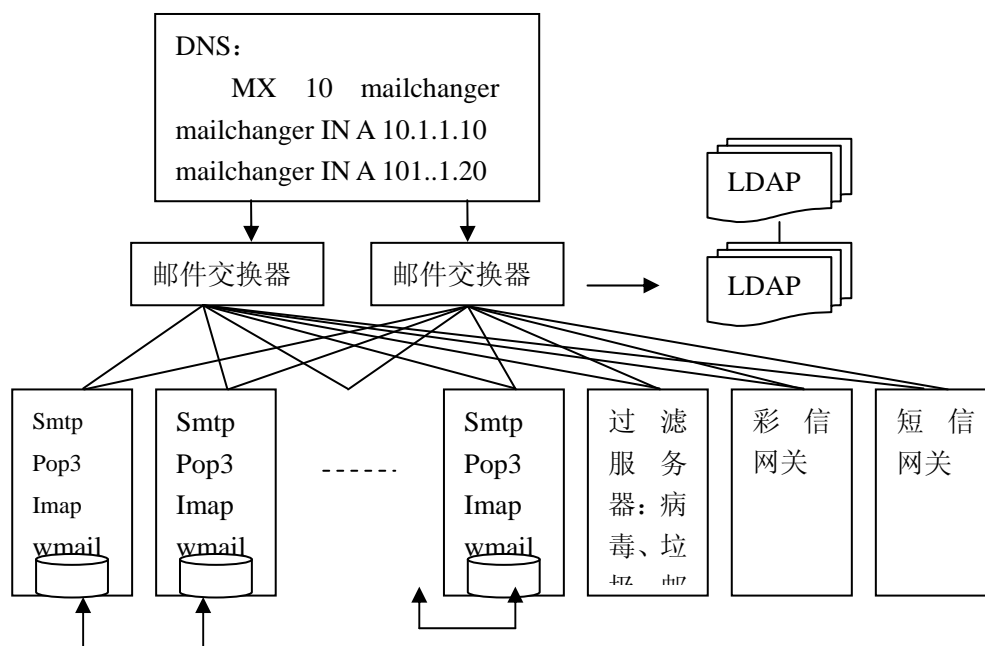 DNS：
MX 10 mailchanger
mailchanger IN A 10.1.1.10
mailchanger IN A 101..1.20
LDAP
LDAP
邮件交换器
邮件交换器
Smtp
Pop3
Imap
wmail
Smtp
Pop3
Imap
wmail
Smtp
Pop3
Imap
wmail
过滤
服务
器：病
毒、垃
圾邮
彩信
网关
短信
网关